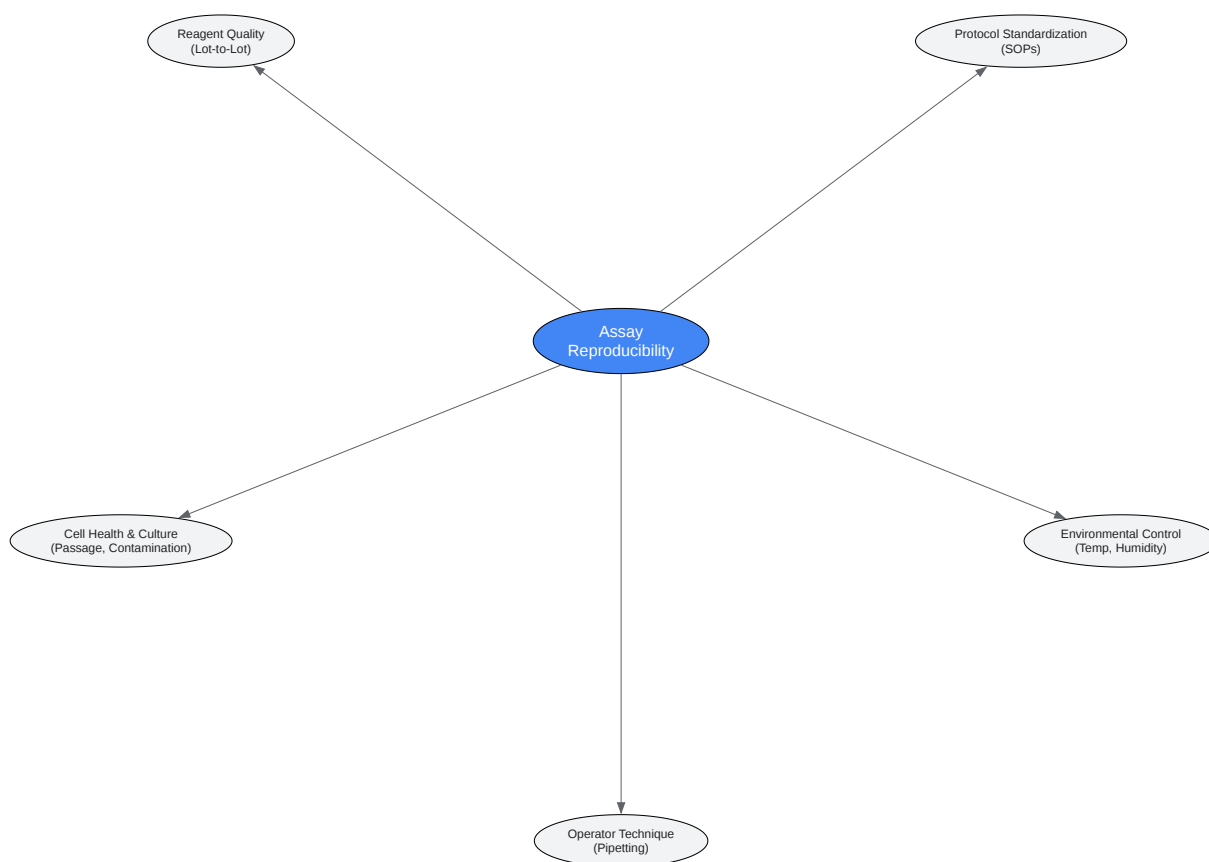 Reagent Quality
(Lot-to-Lot)
Protocol Standardization
(SOPs)
Assay
Reproducibility
Cell Health & Culture
(Passage, Contamination)
Environmental Control
(Temp, Humidity)
Operator Technique
(Pipetting)